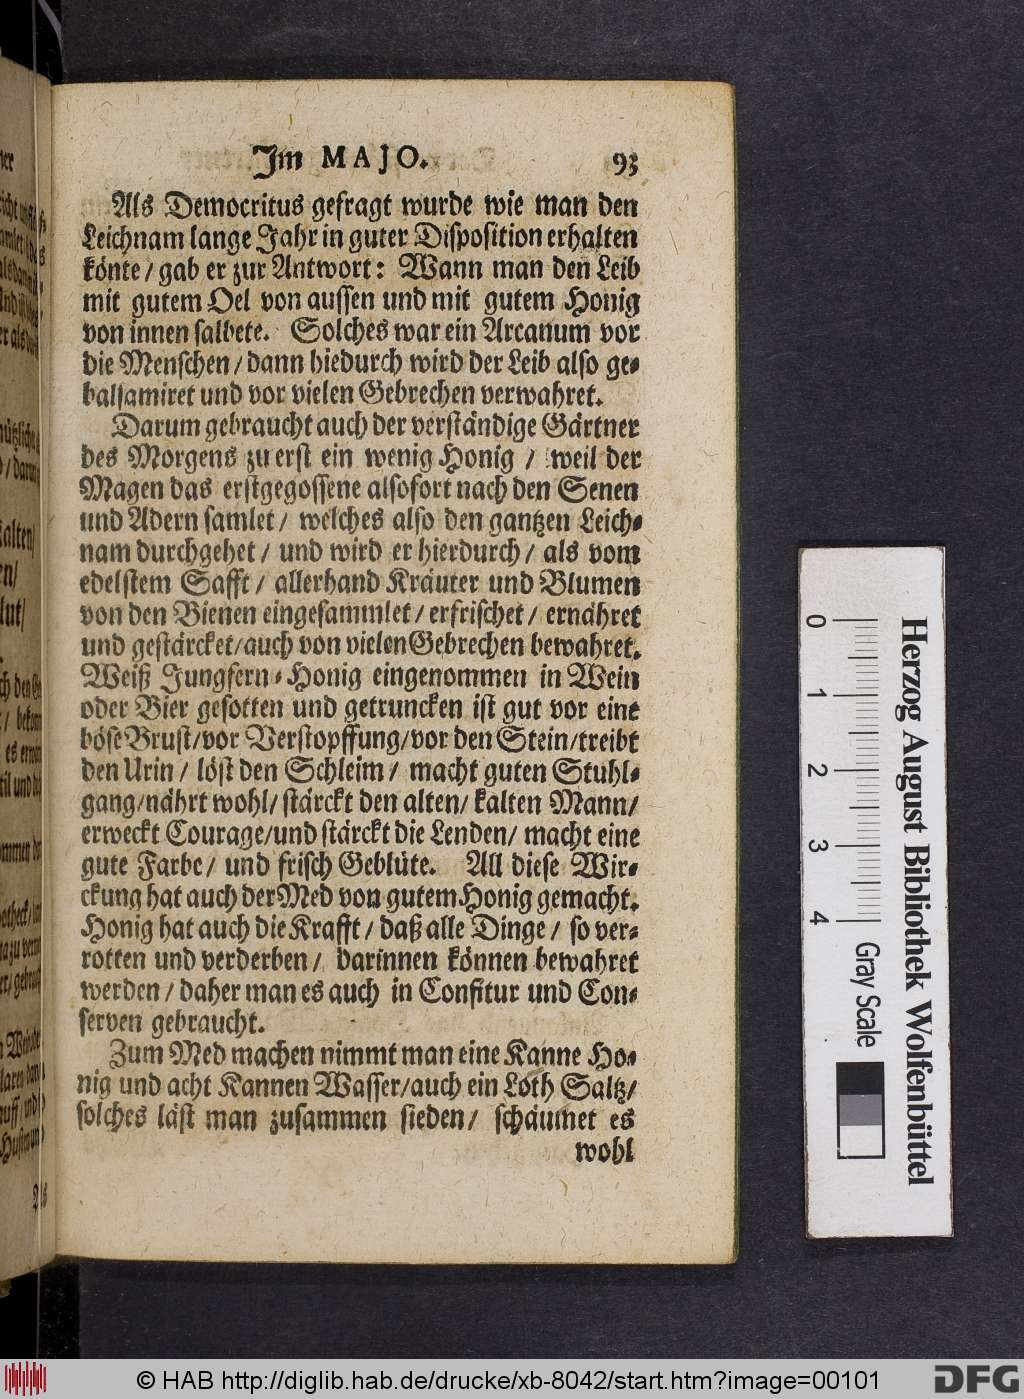 Im MAJO. 93
Als Democritus gefragt wurde wie man den
Leichnam lange Jahr in guter Disposition erhalten
könte / gab er zur Antwort: Wann man den Leib
mit gutem Oel von aussen und mit gutem Honig
von innen salbete. Solches war ein Arcanum vor
die Menschen / dann hiedurch wird der Leib also ge-
balsamiret und vor vielen Gebrechen verwahret.
Darum gebraucht auch der verständige Gärtner
des Morgens zu erst ein wenig Honig / weil der
Magen das erstgegossene alsofort nach den Senen
und Adern samlet / welches also den gantzen Leich-
nam durchgehet / und wird er hierdurch / als vom
edelstem Safft / allerhand Kräuter und Blumen
von den Bienen eingesammlet / erfrischet / ernähret
und gestärcket / auch von vielen Gebrechen bewahret.
Weiß Jungfern-Honig eingenommen in Wein
oder Bier gesotten und getruncken ist gut vor eine
böse Brust / vor Verstopffung / vor den Stein / treibt
den Urin / löst den Schleim / macht guten Stuhl-
gang / nährt wohl / stärckt den alten / kalten Mann /
erweckt Courage / und stärckt die Lenden / macht eine
gute Farbe / und frisch Geblüte. All diese Wir-
ckung hat auch der Med von gutem Honig gemacht.
Honig hat auch die Krafft / daß alle Dinge / so ver-
rotten und verderben / darinnen können bewahret
werden / daher man es auch in Confitur und Con-
serven gebraucht.
Zum Med machen nimmt man eine Kanne Ho-
nig und acht Kannen Wasser / auch ein Loth Saltz /
solches läst man zusammen sieden / schäumet es
wohl
0 1 2 3 4
Herzog August Bibliothek Wolfenbüttel
Gray Scale
© HAB http://diglib.hab.de/drucke/xb-8042/start.htm?image=00101
DFG